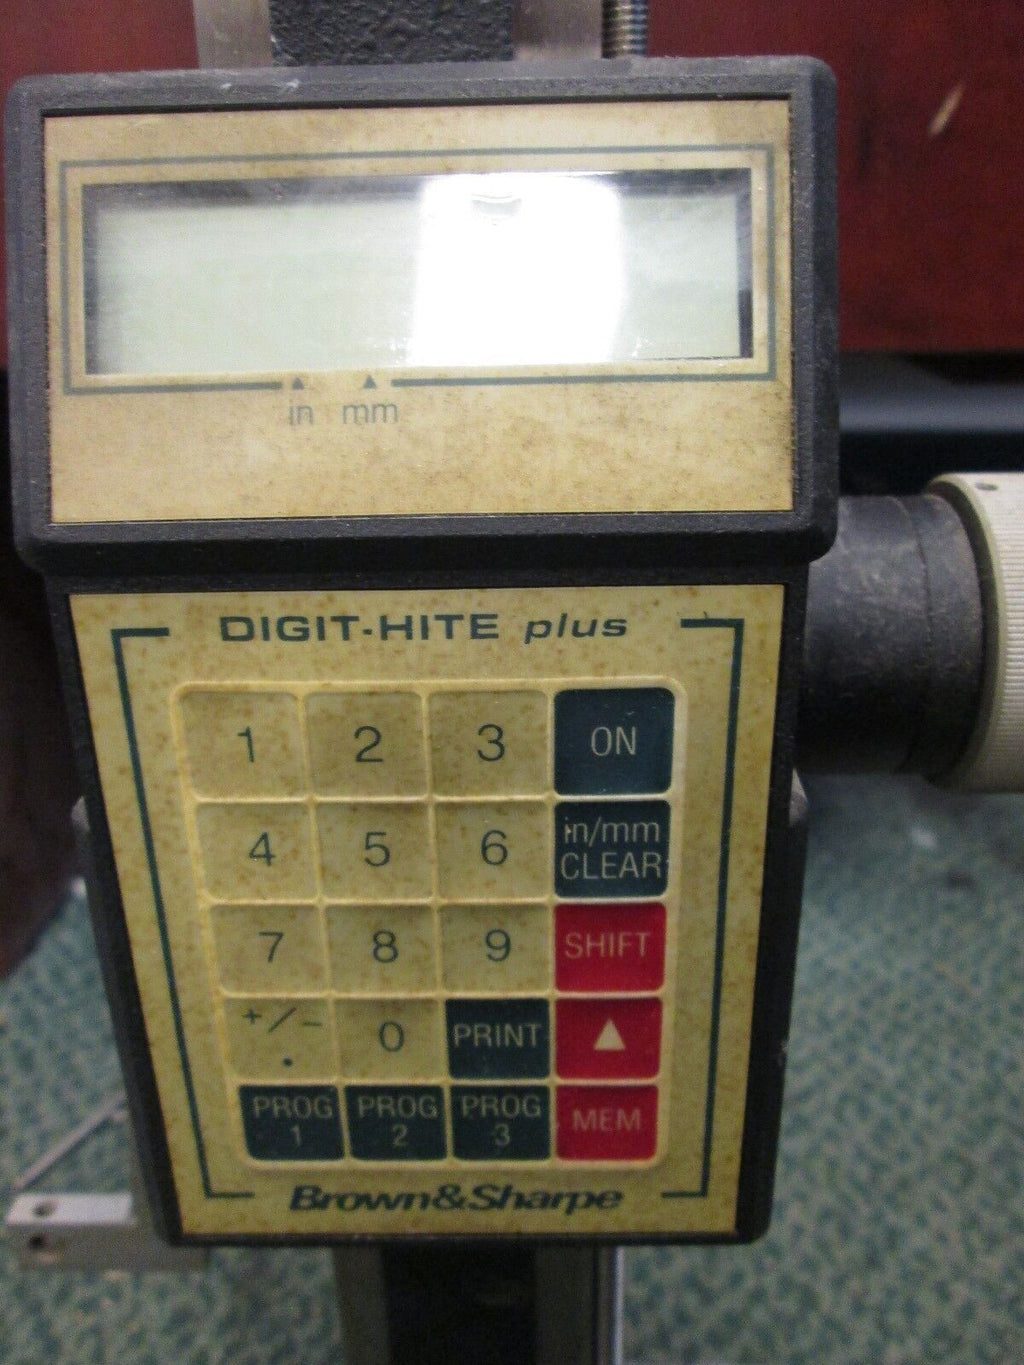 in mm
DIGIT-HITE plus
1 2 3 ON
4 5 6 in/mm CLEAR
7 8 9 SHIFT
+/- . 0 PRINT ▲
PROG 1 PROG 2 PROG 3 MEM
Brown&Sharpe